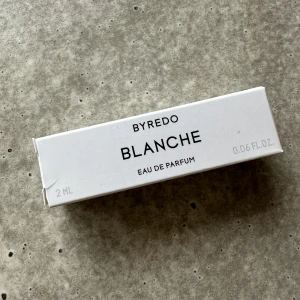 BYREDO
BLANCHE
EAU DE PARFUM
2 ML
0.06 FL.OZ.